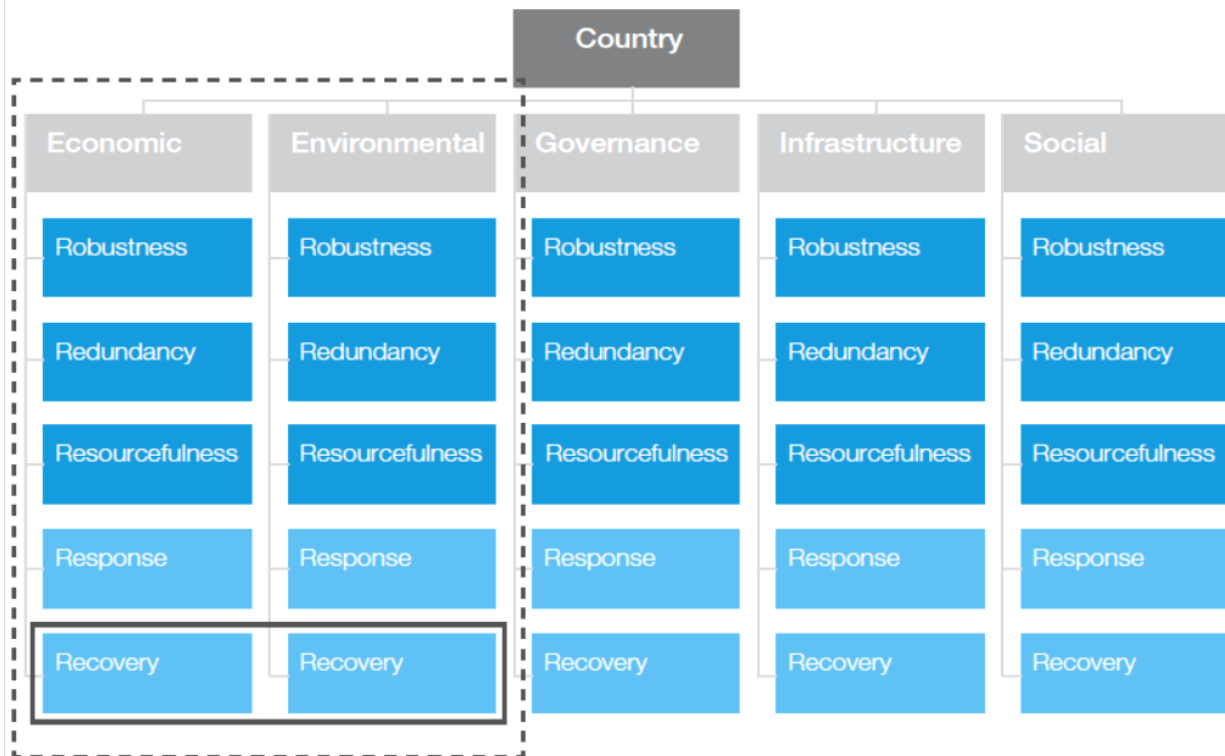 Country
Economic
Environmental
Governance
Infrastructure
Social
Robustness
Robustness
Robustness
Robustness
Robustness
Redundancy
Redundancy
Redundancy
Redundancy
Redundancy
Resourcefulness
Resourcefulness
Resourcefulness
Resourcefulness
Resourcefulness
Response
Response
Response
Response
Response
Recovery
Recovery
Recovery
Recovery
Recovery